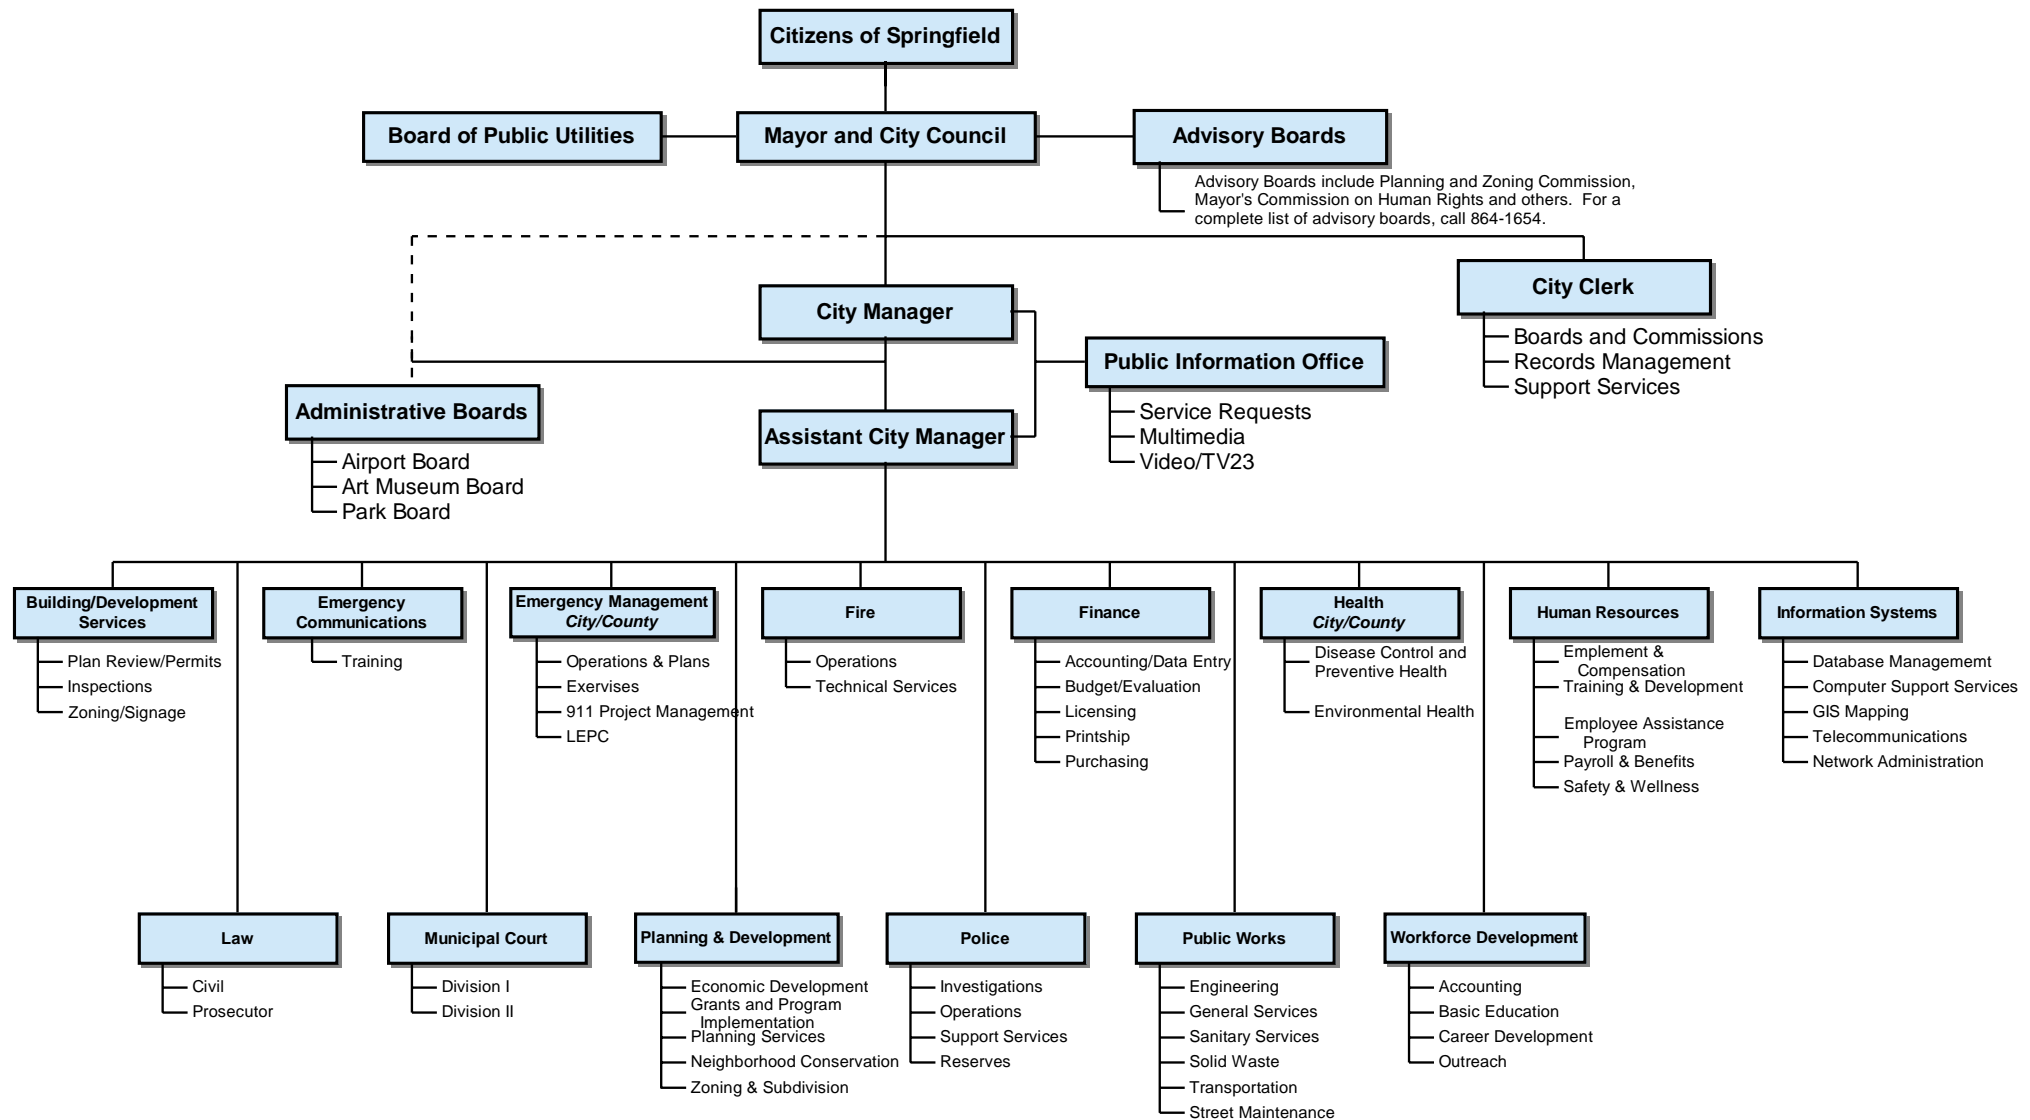 Citizens of Springfield
Board of Public Utilities
Mayor and City Council
Advisory Boards
Advisory Boards include Planning and Zoning Commission,
Mayor's Commission on Human Rights and others.  For a
complete list of advisory boards, call 864-1654.
City Clerk
Boards and Commissions
Records Management
Support Services
City Manager
Public Information Office
Service Requests
Multimedia
Video/TV23
Administrative Boards
Airport Board
Art Museum Board
Park Board
Assistant City Manager
Building/Development
Services
Plan Review/Permits
Inspections
Zoning/Signage
Emergency
Communications
Training
Emergency Management
City/County
Operations & Plans
Exercises
911 Project Management
LEPC
Fire
Operations
Technical Services
Finance
Accounting/Data Entry
Budget/Evaluation
Licensing
Printship
Purchasing
Health
City/County
Disease Control and
Preventive Health
Environmental Health
Human Resources
Emplement &
Compensation
Training & Development
Employee Assistance
Program
Payroll & Benefits
Safety & Wellness
Information Systems
Database Managememt
Computer Support Services
GIS Mapping
Telecommunications
Network Administration
Law
Civil
Prosecutor
Municipal Court
Division I
Division II
Planning & Development
Economic Development
Grants and Program
Implementation
Planning Services
Neighborhood Conservation
Zoning & Subdivision
Police
Investigations
Operations
Support Services
Reserves
Public Works
Engineering
General Services
Sanitary Services
Solid Waste
Transportation
Street Maintenance
Workforce Development
Accounting
Basic Education
Career Development
Outreach